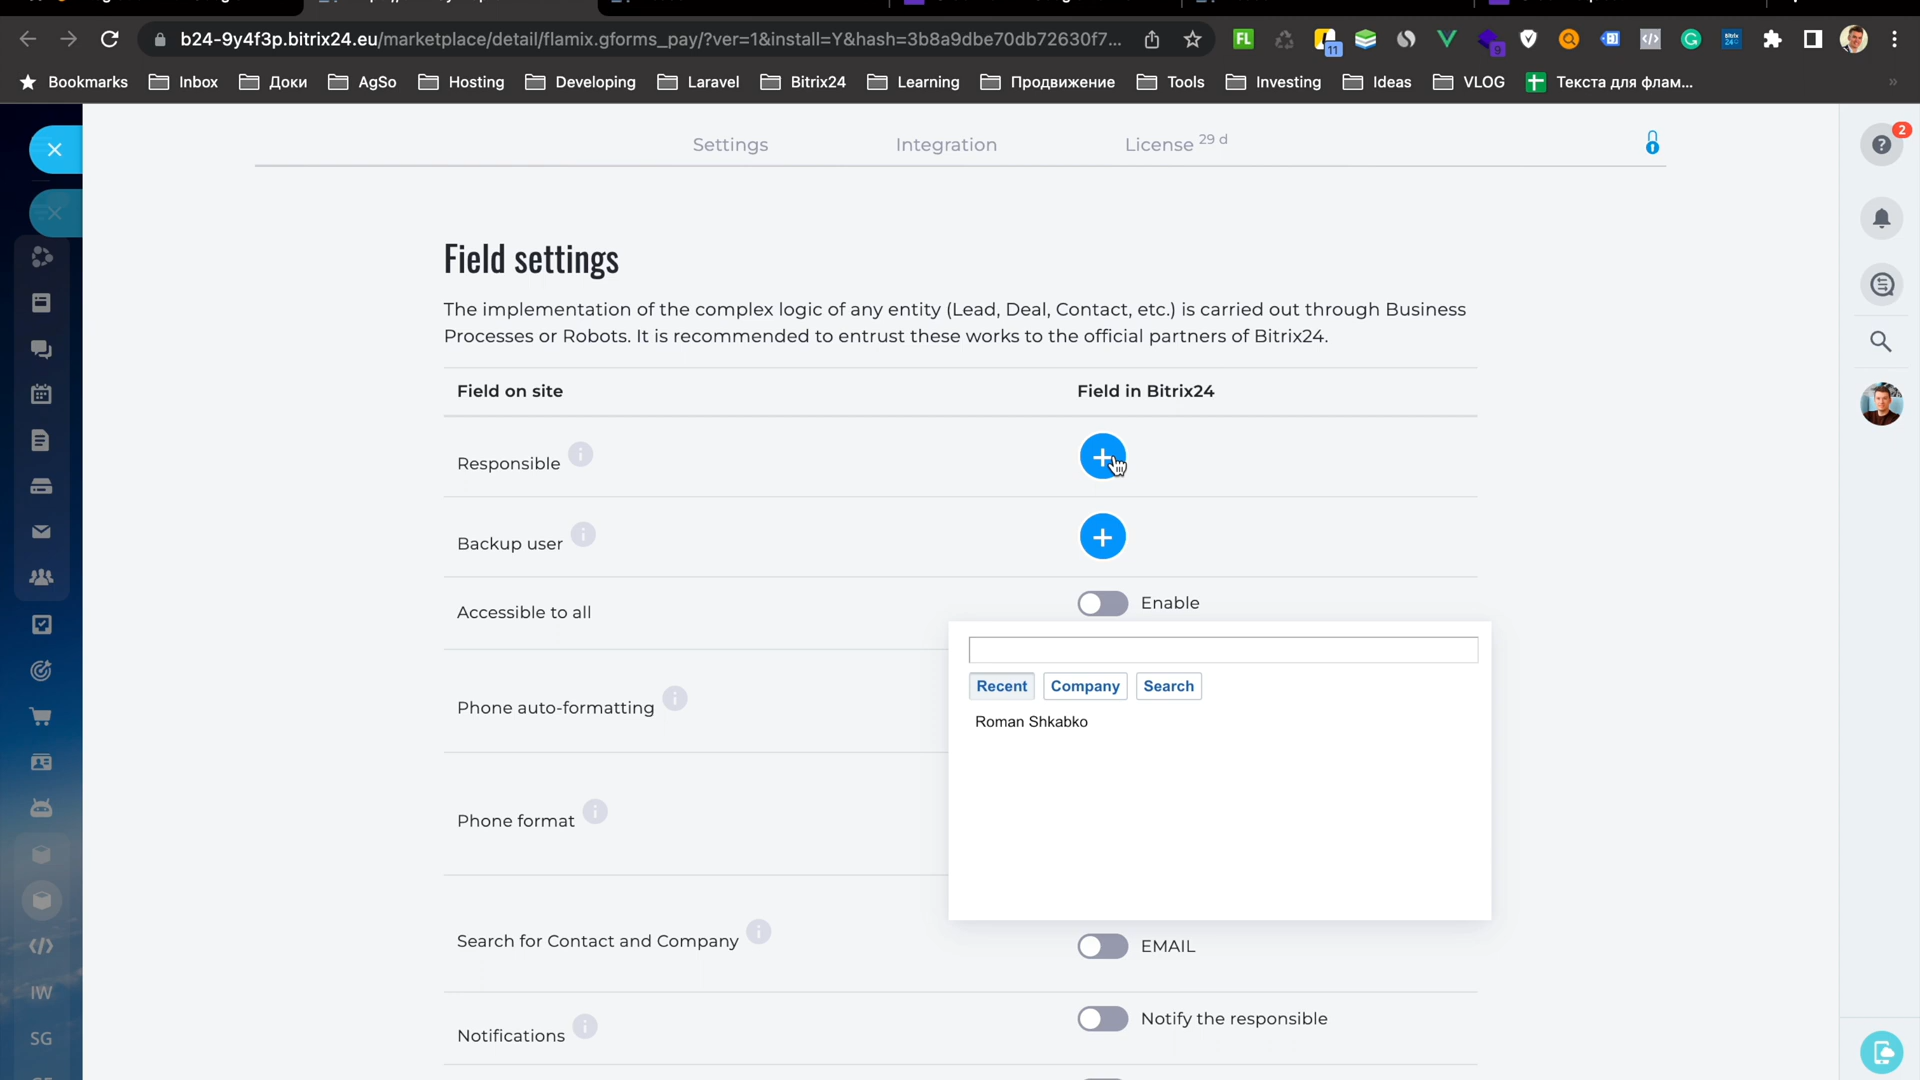 b24-9y4f3p.bitrix24.eu/marketplace/detail/flamix.gforms_pay/?ver=1&install=Y&hash=3b8a9dbe70db72630f7...
FL
11
9
Bookmarks
Inbox
Доки
AgSo
Hosting
Developing
Laravel
Bitrix24
Learning
Продвижение
Tools
Investing
Ideas
VLOG
Текста для флам...
Settings
Integration
License 29 d
2
Field settings
The implementation of the complex logic of any entity (Lead, Deal, Contact, etc.) is carried out through Business
Processes or Robots. It is recommended to entrust these works to the official partners of Bitrix24.
Field on site
Field in Bitrix24
Responsible
Backup user
Accessible to all
Enable
Recent
Company
Search
Roman Shkabko
Phone auto-formatting
Phone format
Search for Contact and Company
EMAIL
Notifications
Notify the responsible
IW
SG